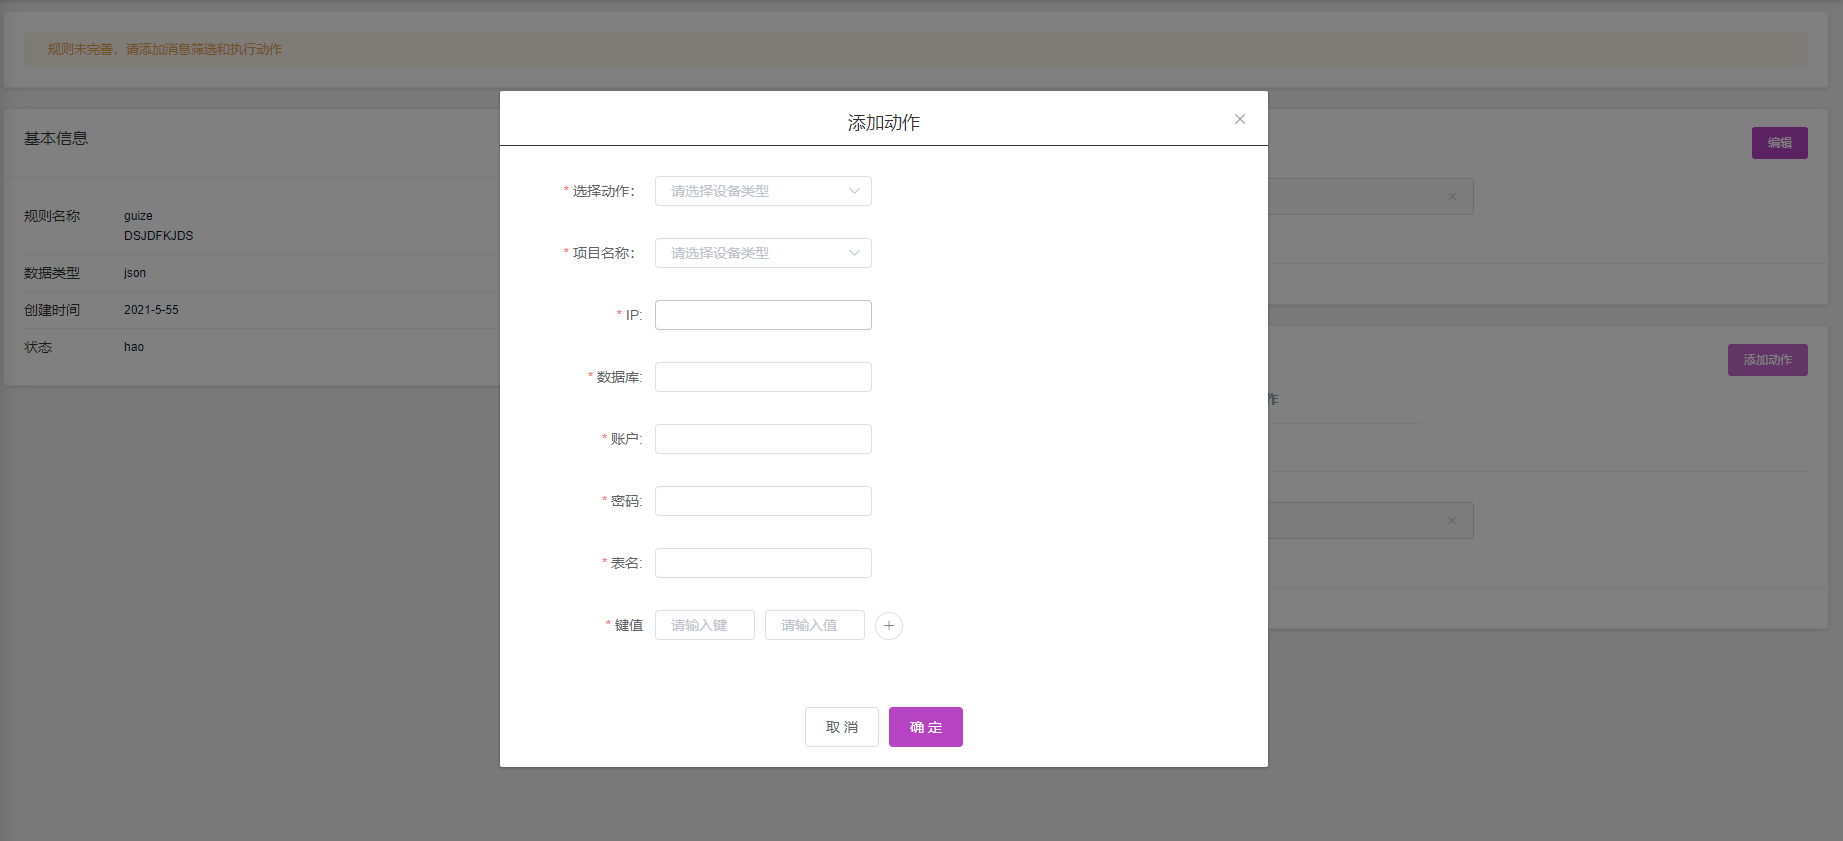 规则未完善，请添加消息筛选和执行动作
基本信息
编辑
规则名称 guize
DSJDFKJDS
数据类型 json
创建时间 2021-5-55
状态 hao
添加动作
作
添加动作
* 选择动作： 请选择设备类型
* 项目名称： 请选择设备类型
* IP:
* 数据库:
* 账户:
* 密码:
* 表名:
* 键值 请输入键 请输入值 +
取 消 确 定